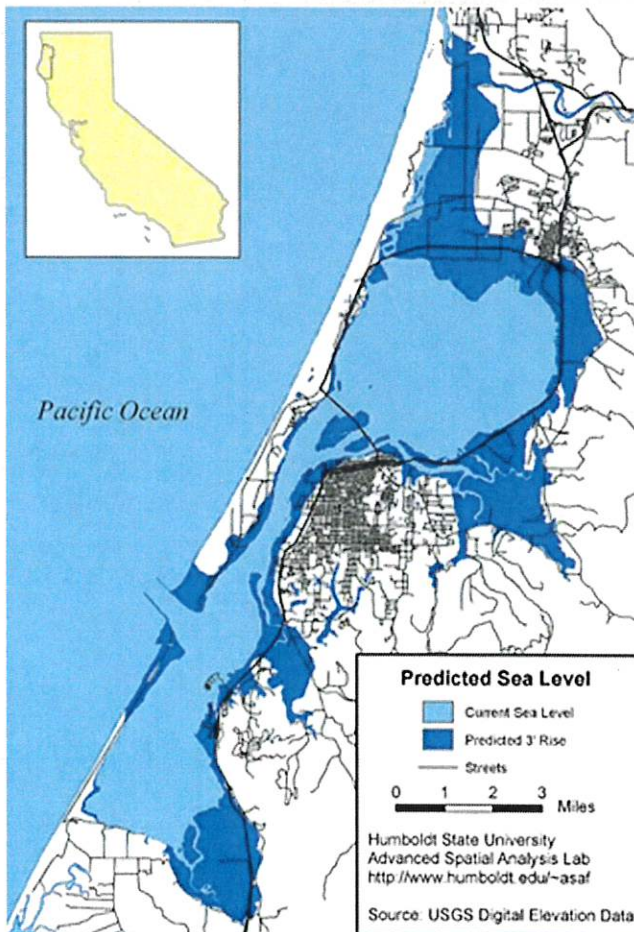 Pacific Ocean
Predicted Sea Level
Current Sea Level
Predicted 3' Rise
Streets
0 1 2 3
Miles
Humboldt State University
Advanced Spatial Analysis Lab
http://www.humboldt.edu/~asaf
Source: USGS Digital Elevation Data